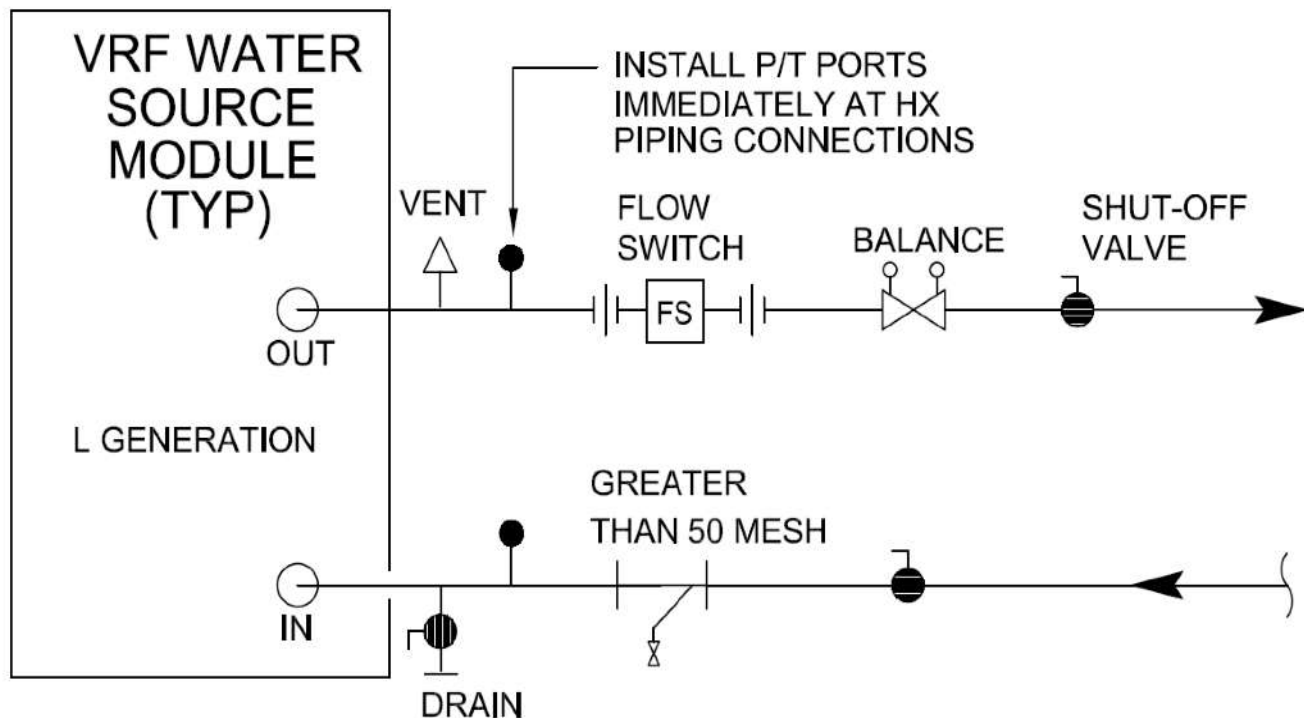 VRF WATER
SOURCE
MODULE
(TYP)
INSTALL P/T PORTS
IMMEDIATELY AT HX
PIPING CONNECTIONS
VENT
FLOW
SWITCH
BALANCE
SHUT-OFF
VALVE
FS
OUT
L GENERATION
GREATER
THAN 50 MESH
IN
DRAIN